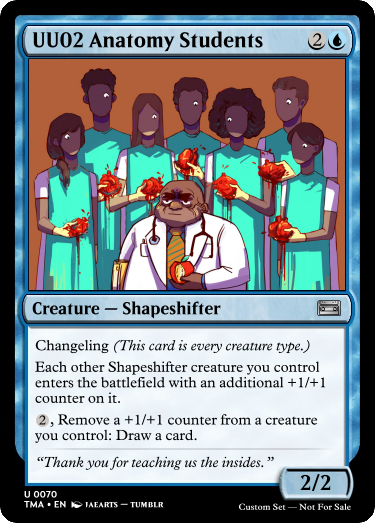 UU02 Anatomy Students 2
Creature — Shapeshifter
Changeling (This card is every creature type.)
Each other Shapeshifter creature you control
enters the battlefield with an additional +1/+1
counter on it.
2, Remove a +1/+1 counter from a creature
you control: Draw a card.
“Thank you for teaching us the insides.”
2/2
U 0070
TMA • EN JAEARTS — TUMBLR
Custom Set — Not For Sale